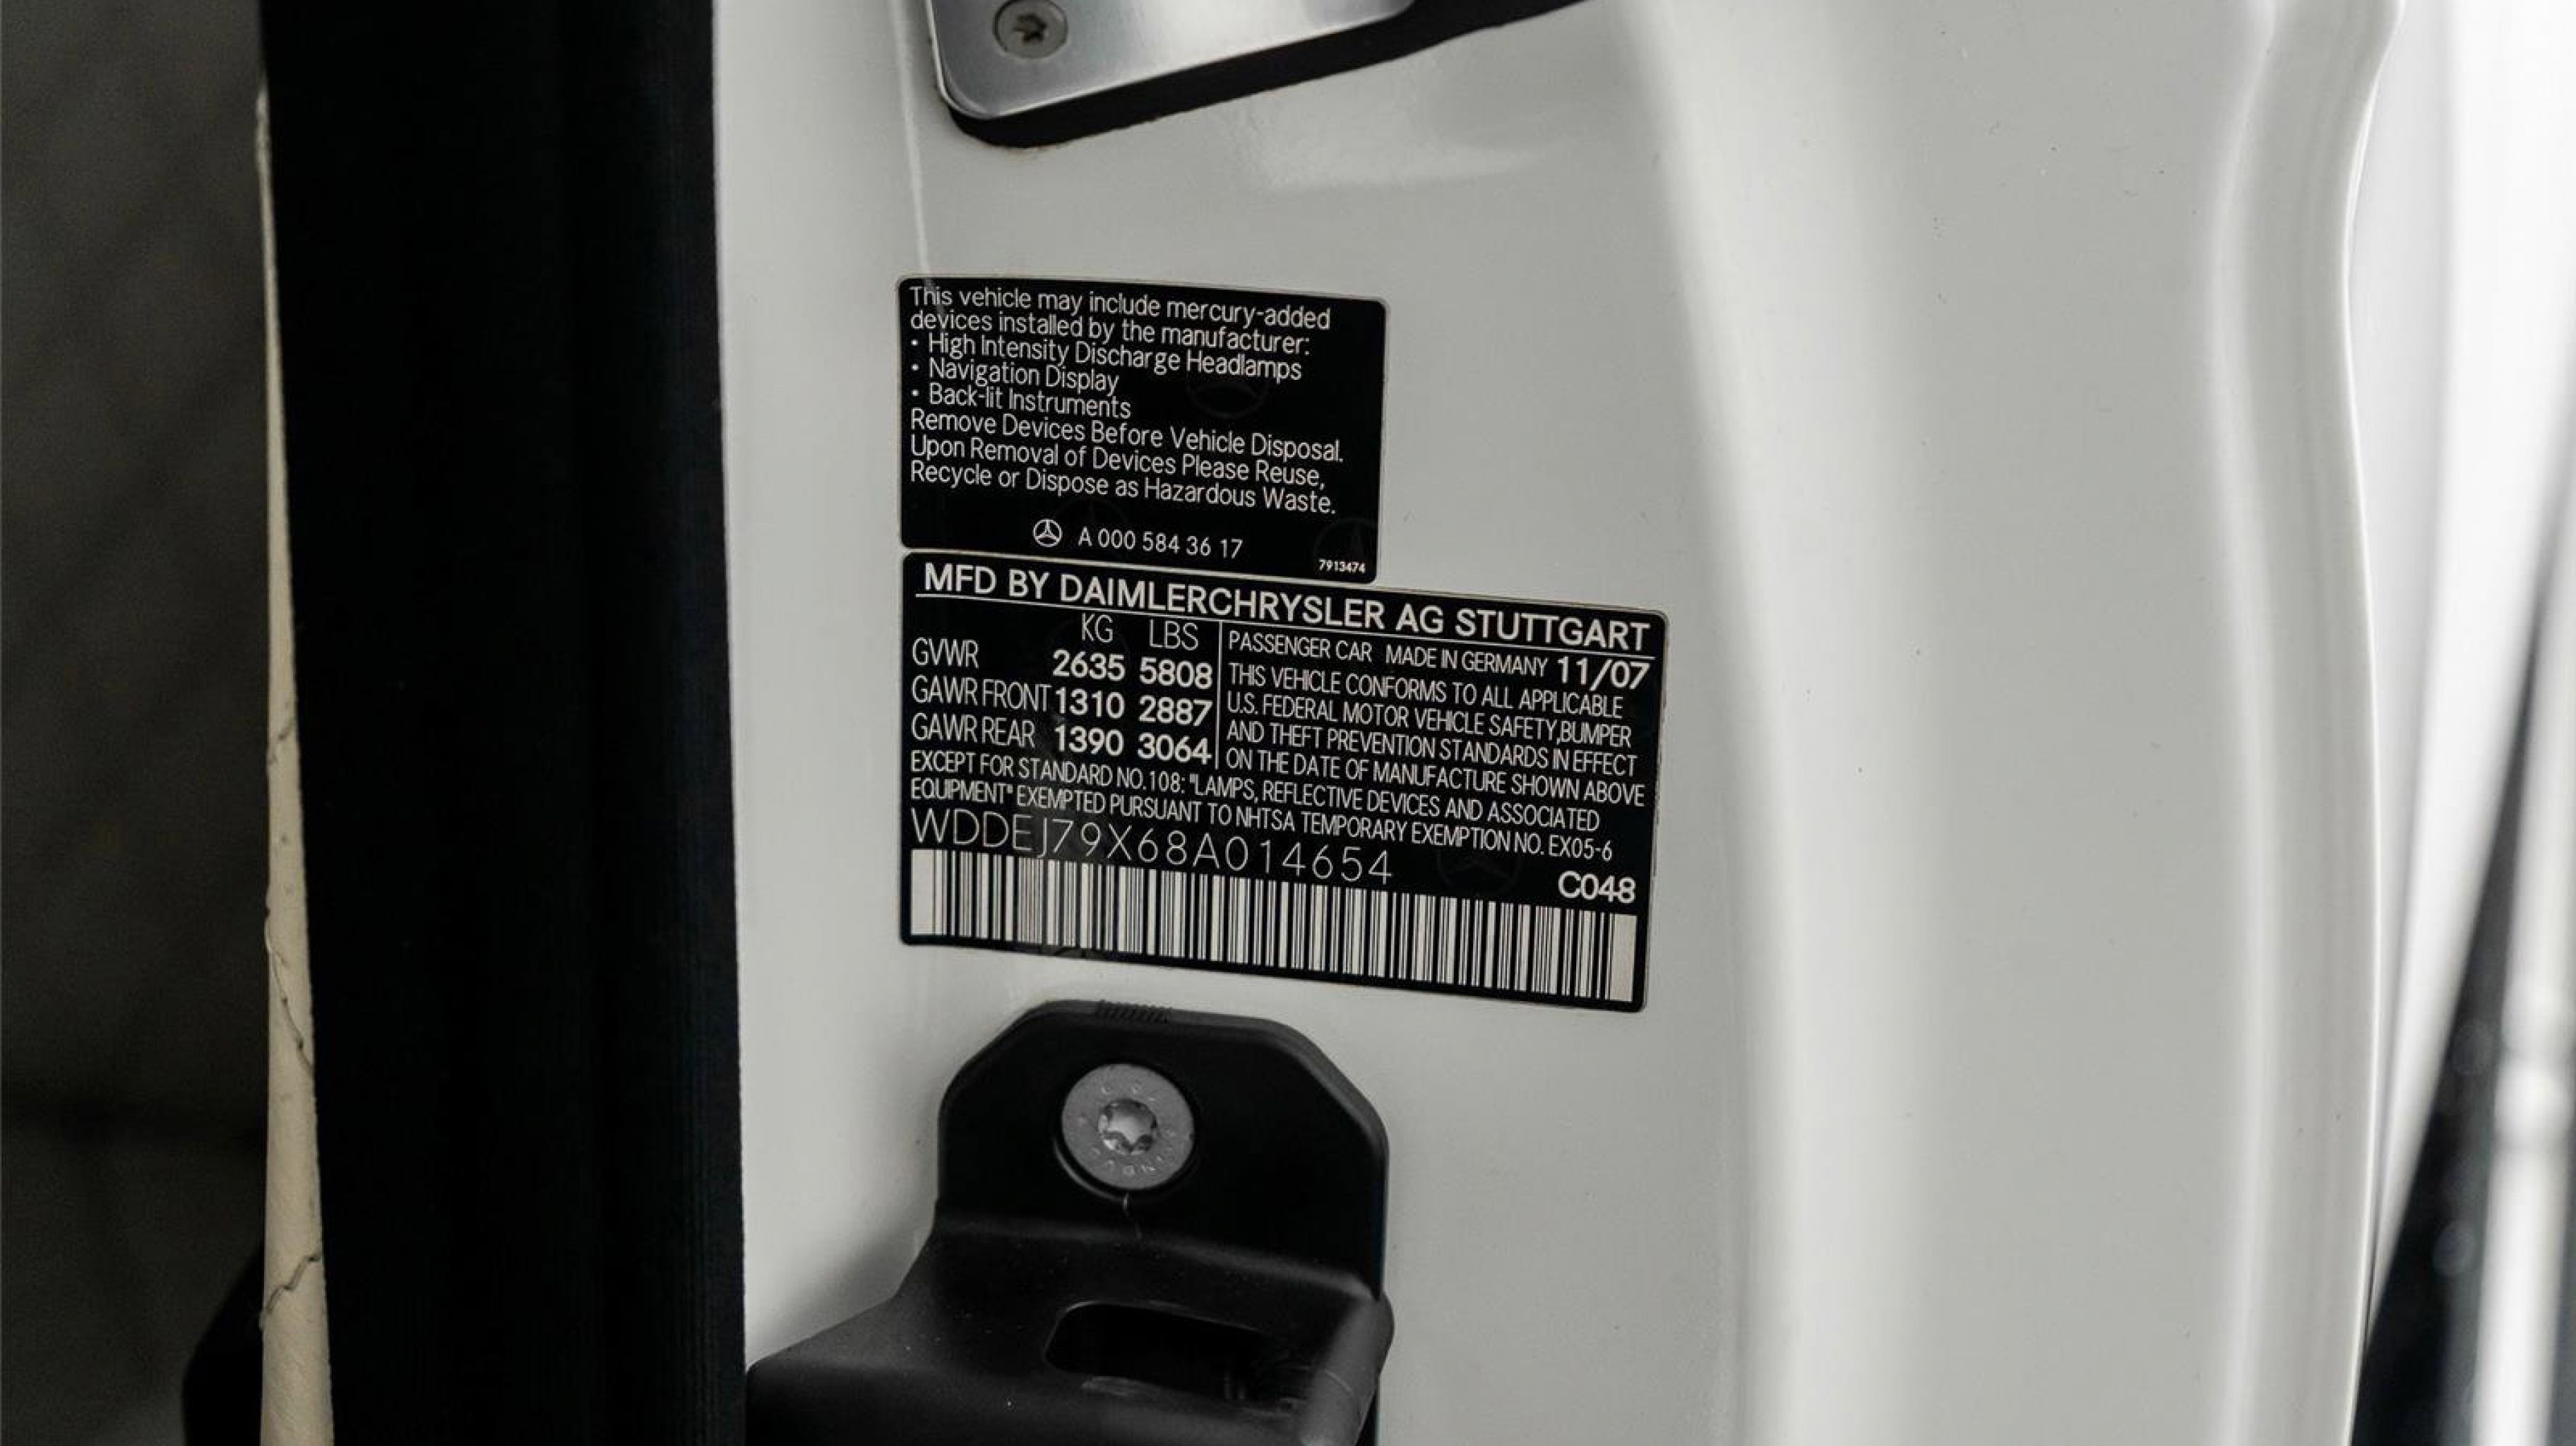 This vehicle may include mercury-added
devices installed by the manufacturer:
• High Intensity Discharge Headlamps
• Navigation Display
• Back-lit Instruments
Remove Devices Before Vehicle Disposal.
Upon Removal of Devices Please Reuse,
Recycle or Dispose as Hazardous Waste.
A 000 584 36 17
7913474
MFD BY DAIMLERCHRYSLER AG STUTTGART
KG LBS
GVWR 2635 5808
GAWR FRONT 1310 2887
GAWR REAR 1390 3064
PASSENGER CAR MADE IN GERMANY 11/07
THIS VEHICLE CONFORMS TO ALL APPLICABLE
U.S. FEDERAL MOTOR VEHICLE SAFETY,BUMPER
AND THEFT PREVENTION STANDARDS IN EFFECT
ON THE DATE OF MANUFACTURE SHOWN ABOVE
EXCEPT FOR STANDARD NO.108: "LAMPS, REFLECTIVE DEVICES AND ASSOCIATED
EQUIPMENT" EXEMPTED PURSUANT TO NHTSA TEMPORARY EXEMPTION NO. EX05-6
WDDEJ79X68A014654
C048